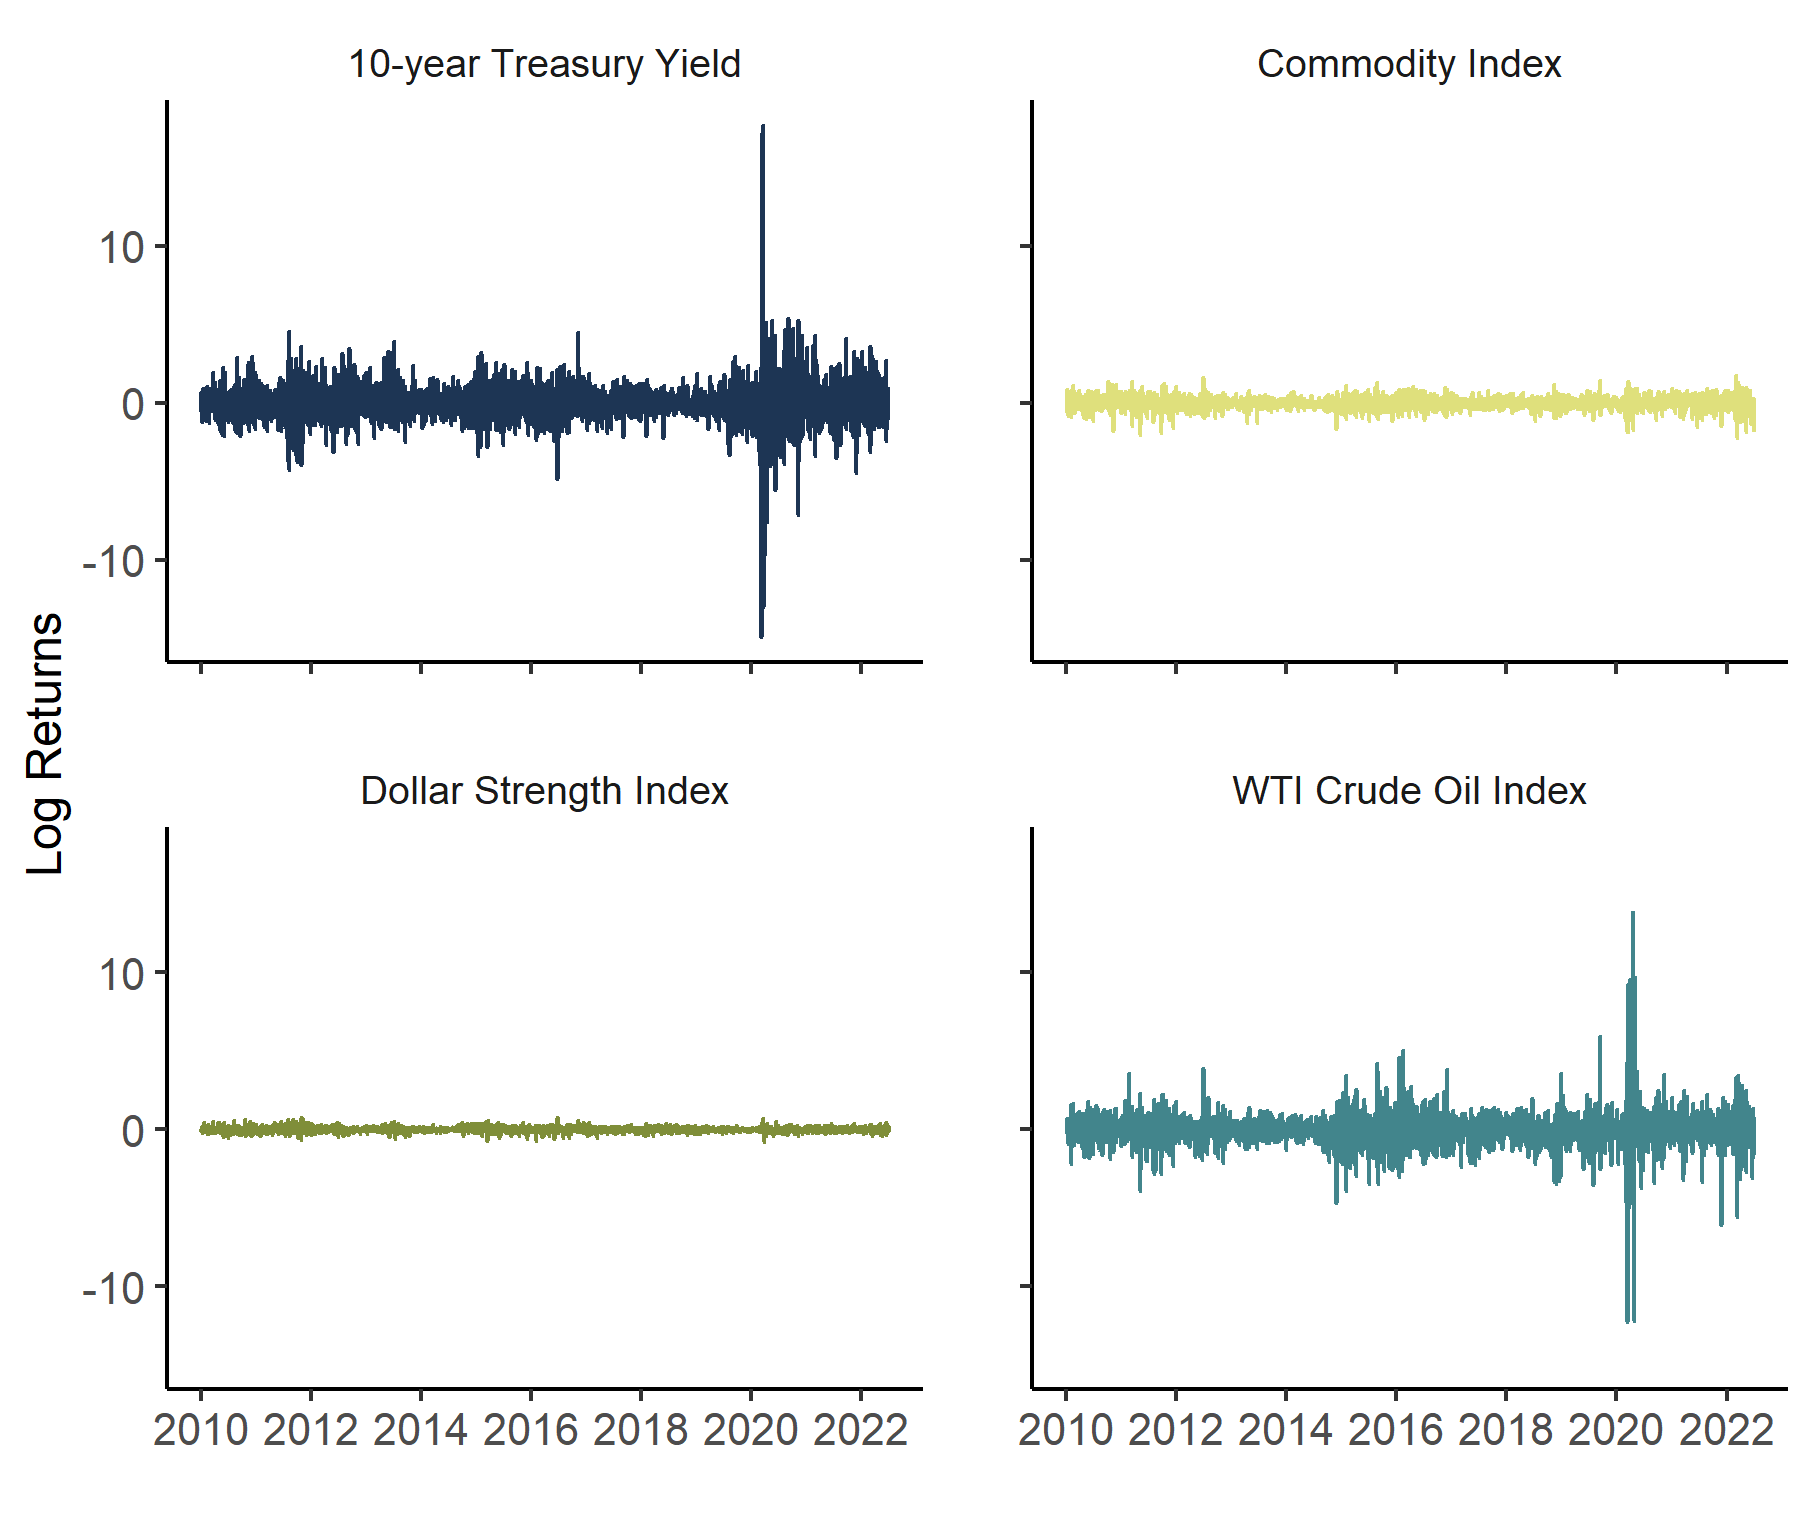 10-year Treasury Yield
Commodity Index
10
0
-10
Log Returns
Dollar Strength Index
WTI Crude Oil Index
10
0
-10
2010 2012 2014 2016 2018 2020 2022
2010 2012 2014 2016 2018 2020 2022